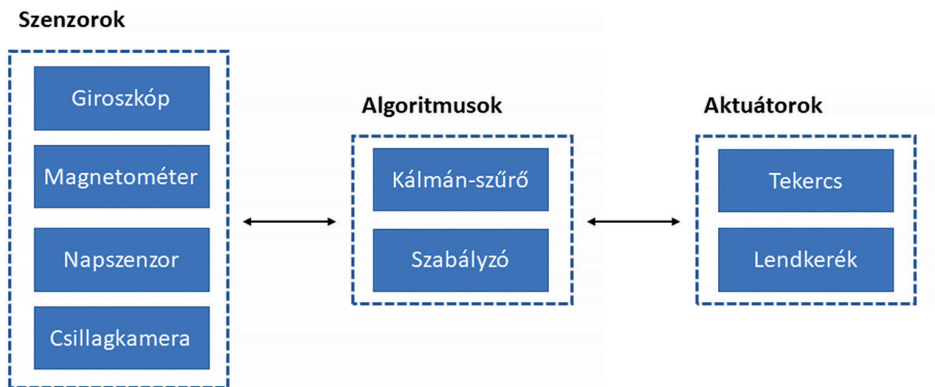 Szenzorok
Giroszkóp
Magnetométer
Napszenzor
Csillagkamera
Algoritmusok
Kálmán-szűrő
Szabályzó
Aktuátorok
Tekercs
Lendkerék